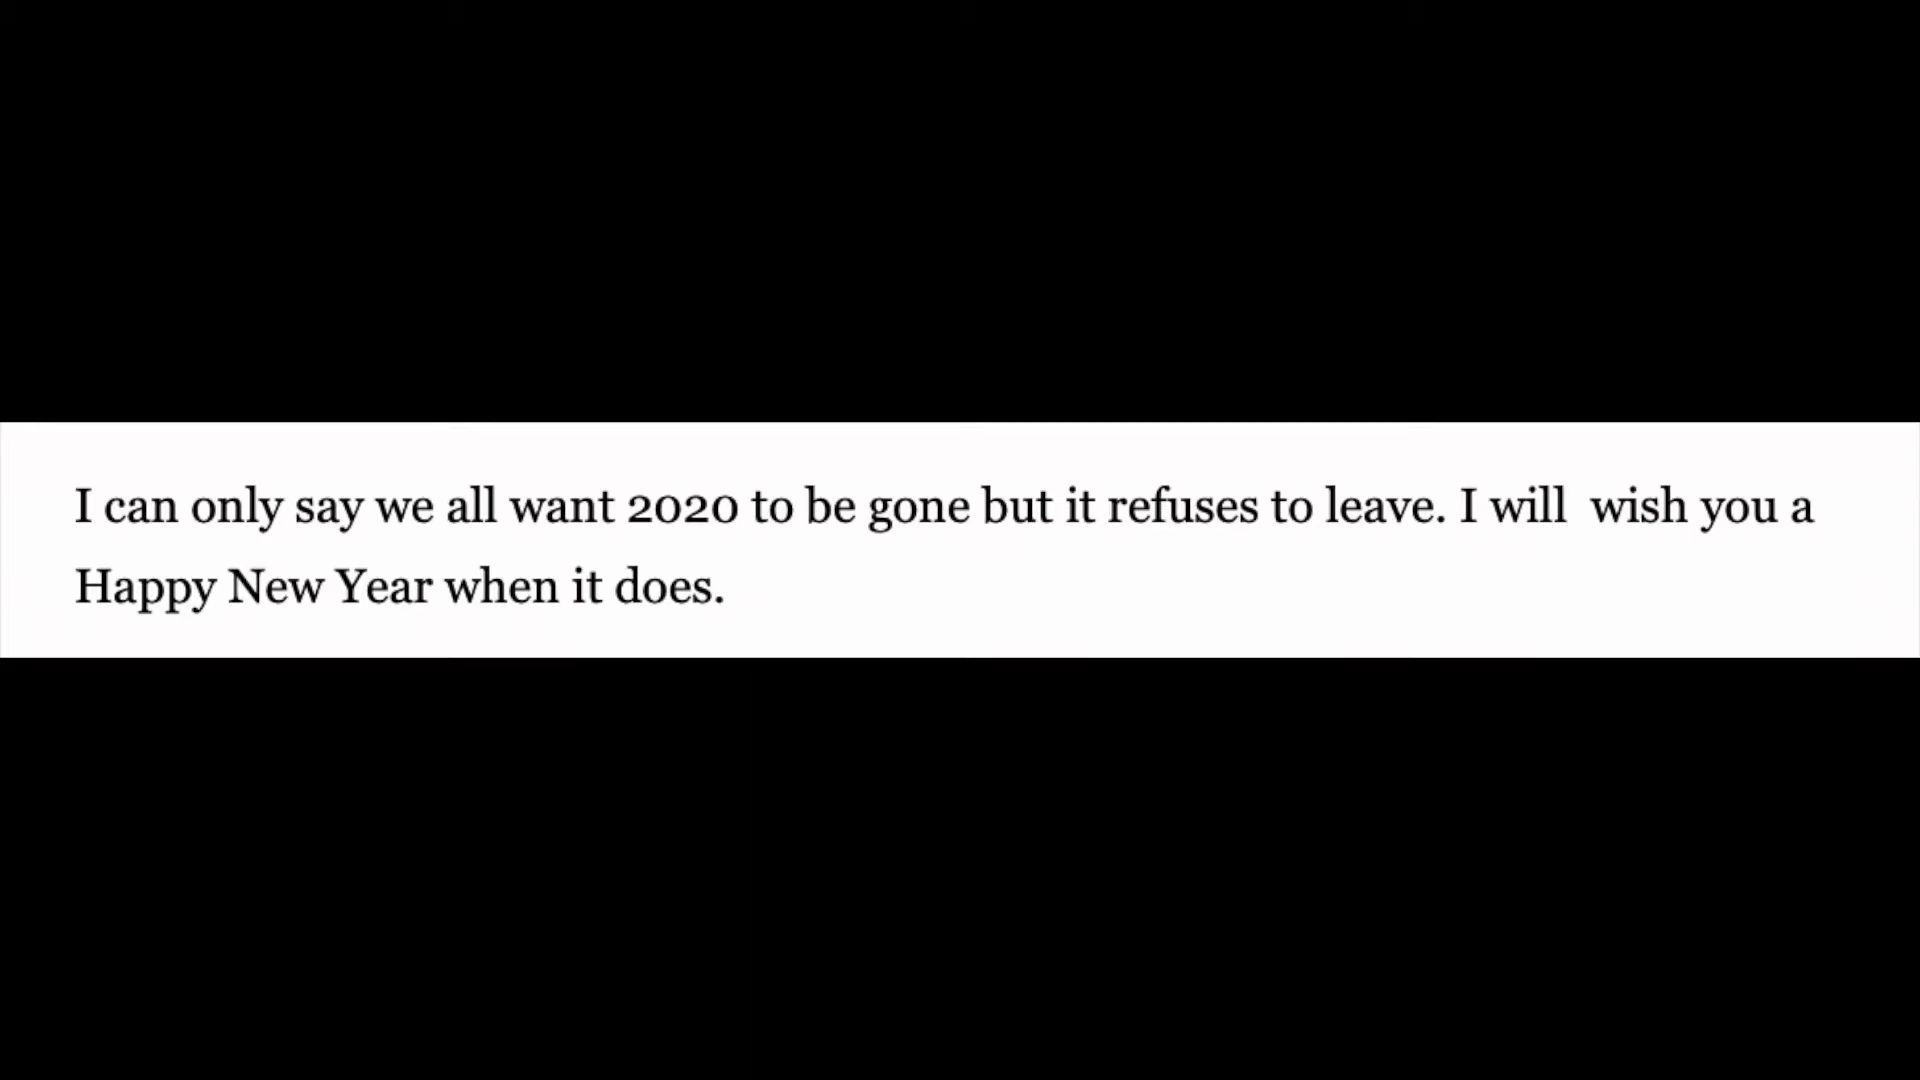 I can only say we all want 2020 to be gone but it refuses to leave. I will  wish you a
Happy New Year when it does.